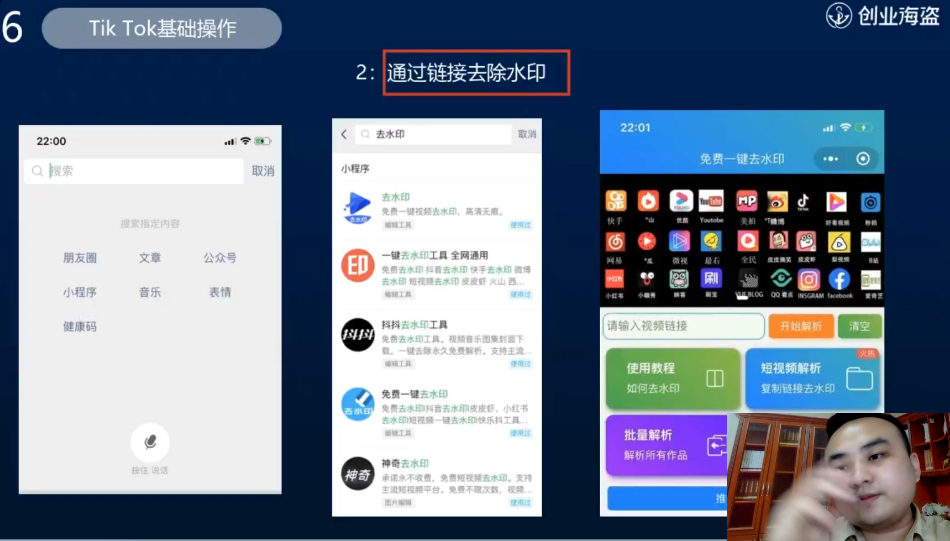 6
Tik Tok基础操作
创业海盗
2：通过链接去除水印
22:00
搜索
取消
搜索指定内容
朋友圈
文章
公众号
小程序
音乐
表情
健康码
按住 说话
去水印
取消
小程序
去水印
免费一键视频去水印，高清无痕。
编辑工具
使用过
印
一键去水印工具 全网通用
免费去水印 抖音去水印 快手去水印 微博
去水印 短视频去水印 皮皮虾 火山 西...
编辑工具
使用过
抖抖
抖抖去水印工具
免费去水印工具。视频音乐图集封面下
载。一键去除永久免费解析。支持主流...
编辑工具
使用过
去水印
免费一键去水印
免费去水印|抖音去水印|皮皮虾、小红书
去水印|短视频一键去水印|快乐抖工具...
编辑工具
使用过
神奇
神奇去水印
承诺永不收费，免费短视频去水印。支持
主流短视频平台。免费不限次数，视频...
图片编辑
使用过
22:01
免费一键去水印
快手
*山
优酷
Youtobe
美拍
*T微博
抖音
好看视频
秒拍
网易
*瓜
微视
最右
全民
皮皮搞笑
皮皮虾
梨视频
B站
小红书
小咖秀
刷宝
VUE VLOG
QQ看点
INSGRAM
facebook
爱奇艺
请输入视频链接
开始解析
清空
使用教程
如何去水印
火热
短视频解析
复制链接去水印
批量解析
解析所有作品
推